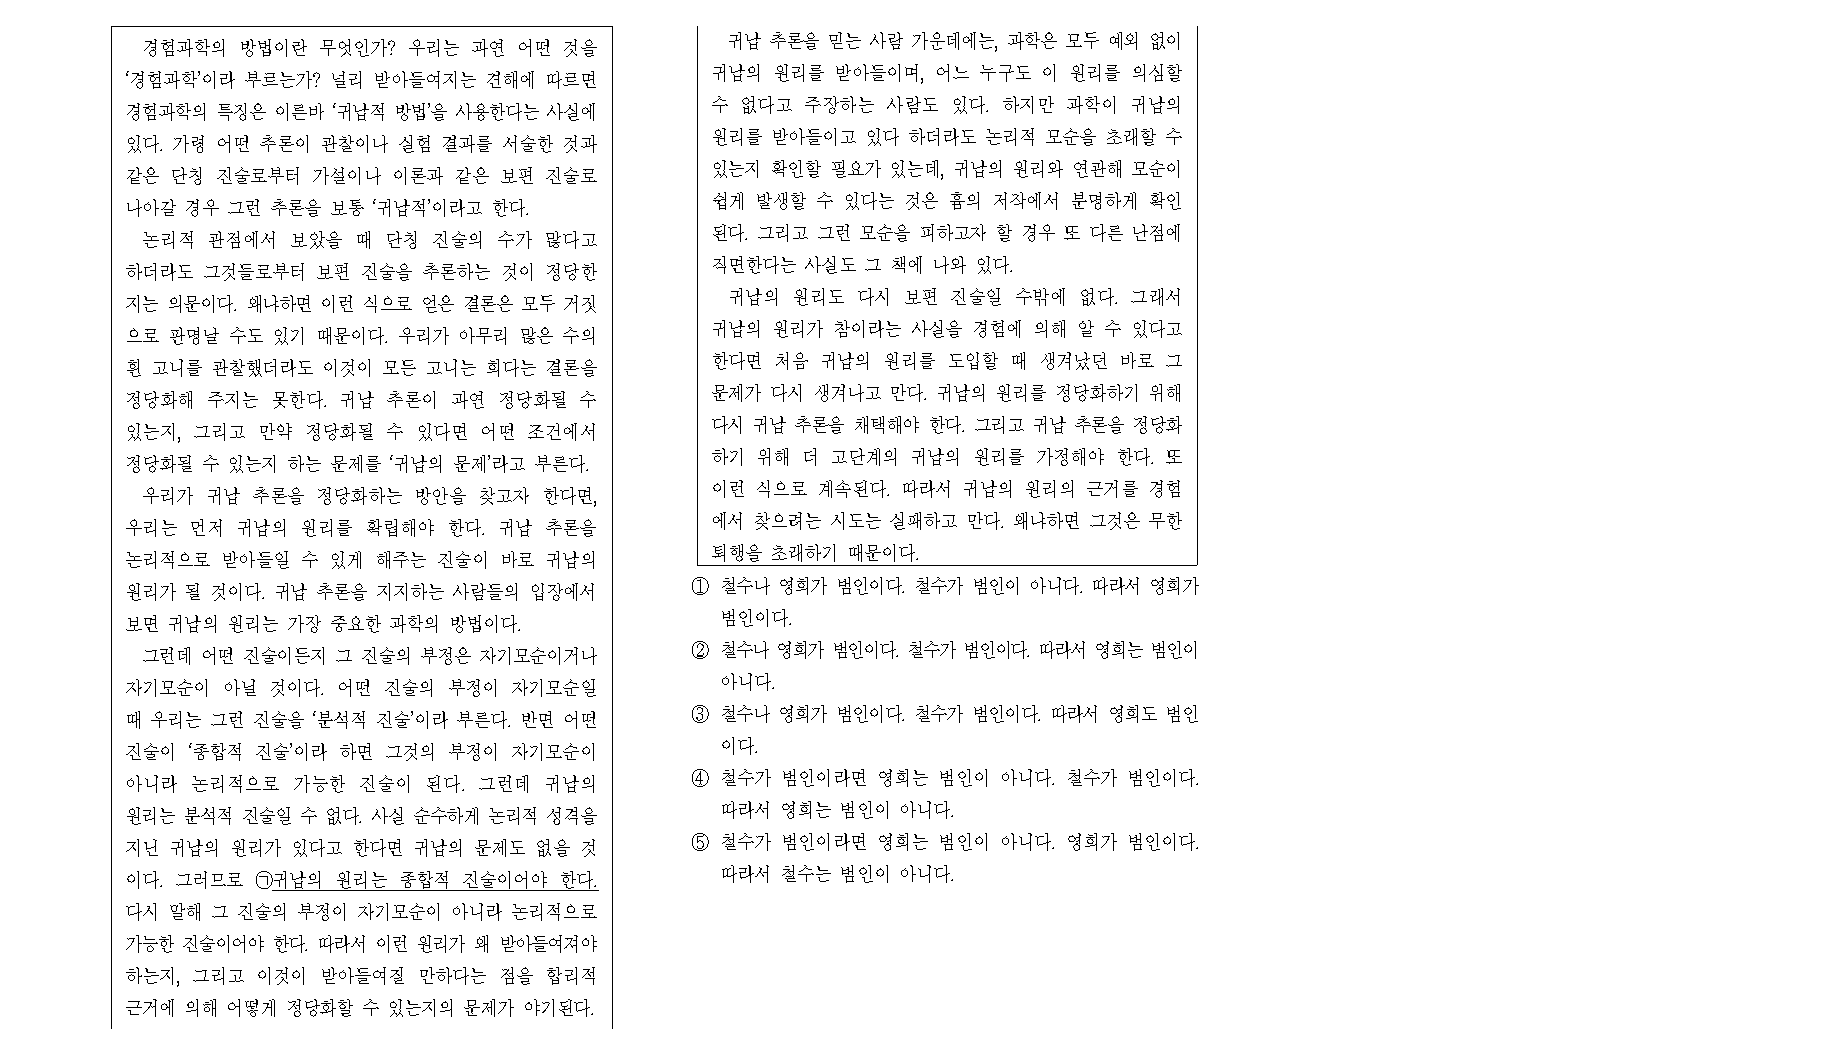 경험과학의 방법이란 무엇인가? 우리는 과연 어떤 것을
‘경험과학’이라 부르는가? 널리 받아들여지는 견해에 따르면
경험과학의 특징은 이른바 ‘귀납적 방법’을 사용한다는 사실에
있다. 가령 어떤 추론이 관찰이나 실험 결과를 서술한 것과
같은 단칭 진술로부터 가설이나 이론과 같은 보편 진술로
나아갈 경우 그런 추론을 보통 ‘귀납적’이라고 한다.
논리적 관점에서 보았을 때 단칭 진술의 수가 많다고
하더라도 그것들로부터 보편 진술을 추론하는 것이 정당한
지는 의문이다. 왜냐하면 이런 식으로 얻은 결론은 모두 거짓
으로 판명날 수도 있기 때문이다. 우리가 아무리 많은 수의
흰 고니를 관찰했더라도 이것이 모든 고니는 희다는 결론을
정당화해 주지는 못한다. 귀납 추론이 과연 정당화될 수
있는지, 그리고 만약 정당화될 수 있다면 어떤 조건에서
정당화될 수 있는지 하는 문제를 ‘귀납의 문제’라고 부른다.
우리가 귀납 추론을 정당화하는 방안을 찾고자 한다면,
우리는 먼저 귀납의 원리를 확립해야 한다. 귀납 추론을
논리적으로 받아들일 수 있게 해주는 진술이 바로 귀납의
원리가 될 것이다. 귀납 추론을 지지하는 사람들의 입장에서
보면 귀납의 원리는 가장 중요한 과학의 방법이다.
그런데 어떤 진술이든지 그 진술의 부정은 자기모순이거나
자기모순이 아닐 것이다. 어떤 진술의 부정이 자기모순일
때 우리는 그런 진술을 ‘분석적 진술’이라 부른다. 반면 어떤
진술이 ‘종합적 진술’이라 하면 그것의 부정이 자기모순이
아니라 논리적으로 가능한 진술이 된다. 그런데 귀납의
원리는 분석적 진술일 수 없다. 사실 순수하게 논리적 성격을
지닌 귀납의 원리가 있다고 한다면 귀납의 문제도 없을 것
이다. 그러므로 ㉠귀납의 원리는 종합적 진술이어야 한다.
다시 말해 그 진술의 부정이 자기모순이 아니라 논리적으로
가능한 진술이어야 한다. 따라서 이런 원리가 왜 받아들여져야
하는지, 그리고 이것이 받아들여질 만하다는 점을 합리적
근거에 의해 어떻게 정당화할 수 있는지의 문제가 야기된다.
귀납 추론을 믿는 사람 가운데에는, 과학은 모두 예외 없이
귀납의 원리를 받아들이며, 어느 누구도 이 원리를 의심할
수 없다고 주장하는 사람도 있다. 하지만 과학이 귀납의
원리를 받아들이고 있다 하더라도 논리적 모순을 초래할 수
있는지 확인할 필요가 있는데, 귀납의 원리와 연관해 모순이
쉽게 발생할 수 있다는 것은 흄의 저작에서 분명하게 확인
된다. 그리고 그런 모순을 피하고자 할 경우 또 다른 난점에
직면한다는 사실도 그 책에 나와 있다.
귀납의 원리도 다시 보편 진술일 수밖에 없다. 그래서
귀납의 원리가 참이라는 사실을 경험에 의해 알 수 있다고
한다면 처음 귀납의 원리를 도입할 때 생겨났던 바로 그
문제가 다시 생겨나고 만다. 귀납의 원리를 정당화하기 위해
다시 귀납 추론을 채택해야 한다. 그리고 귀납 추론을 정당화
하기 위해 더 고단계의 귀납의 원리를 가정해야 한다. 또
이런 식으로 계속된다. 따라서 귀납의 원리의 근거를 경험
에서 찾으려는 시도는 실패하고 만다. 왜냐하면 그것은 무한
퇴행을 초래하기 때문이다.
① 철수나 영희가 범인이다. 철수가 범인이 아니다. 따라서 영희가
범인이다.
② 철수나 영희가 범인이다. 철수가 범인이다. 따라서 영희는 범인이
아니다.
③ 철수나 영희가 범인이다. 철수가 범인이다. 따라서 영희도 범인
이다.
④ 철수가 범인이라면 영희는 범인이 아니다. 철수가 범인이다.
따라서 영희는 범인이 아니다.
⑤ 철수가 범인이라면 영희는 범인이 아니다. 영희가 범인이다.
따라서 철수는 범인이 아니다.